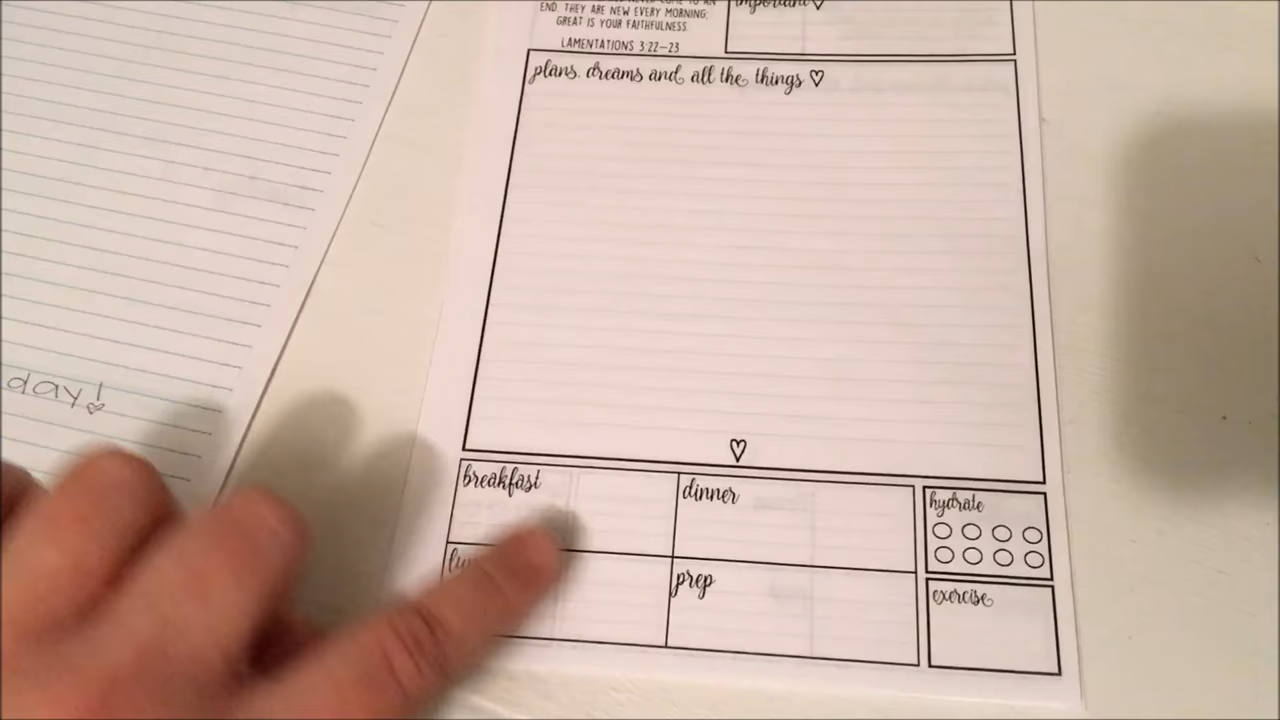 END. THEY ARE NEW EVERY MORNING;
GREAT IS YOUR FAITHFULNESS.
LAMENTATIONS 3:22–23
important ♡
plans, dreams and all the things ♡
day!
breakfast
dinner
hydrate
prep
exercise